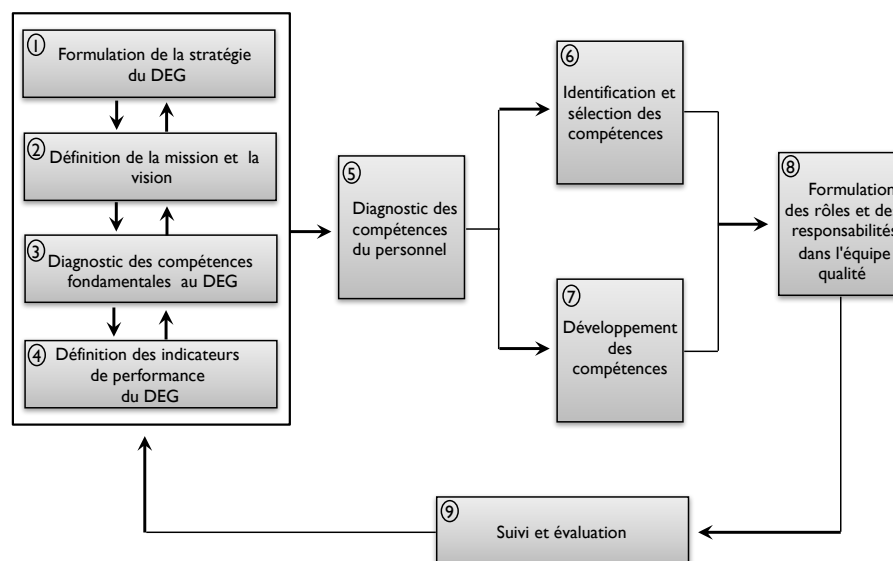 ①
Formulation de la stratégie
du DEG
②
Définition de la mission et la
vision
③
Diagnostic des compétences
fondamentales au DEG
④
Définition des indicateurs
de performance
du DEG
⑤
Diagnostic des
compétences
du personnel
⑥
Identification et
sélection des
compétences
⑦
Développement
des
compétences
⑧
Formulation
des rôles et de
responsabilités
dans l'équipe
qualité
⑨
Suivi et évaluation